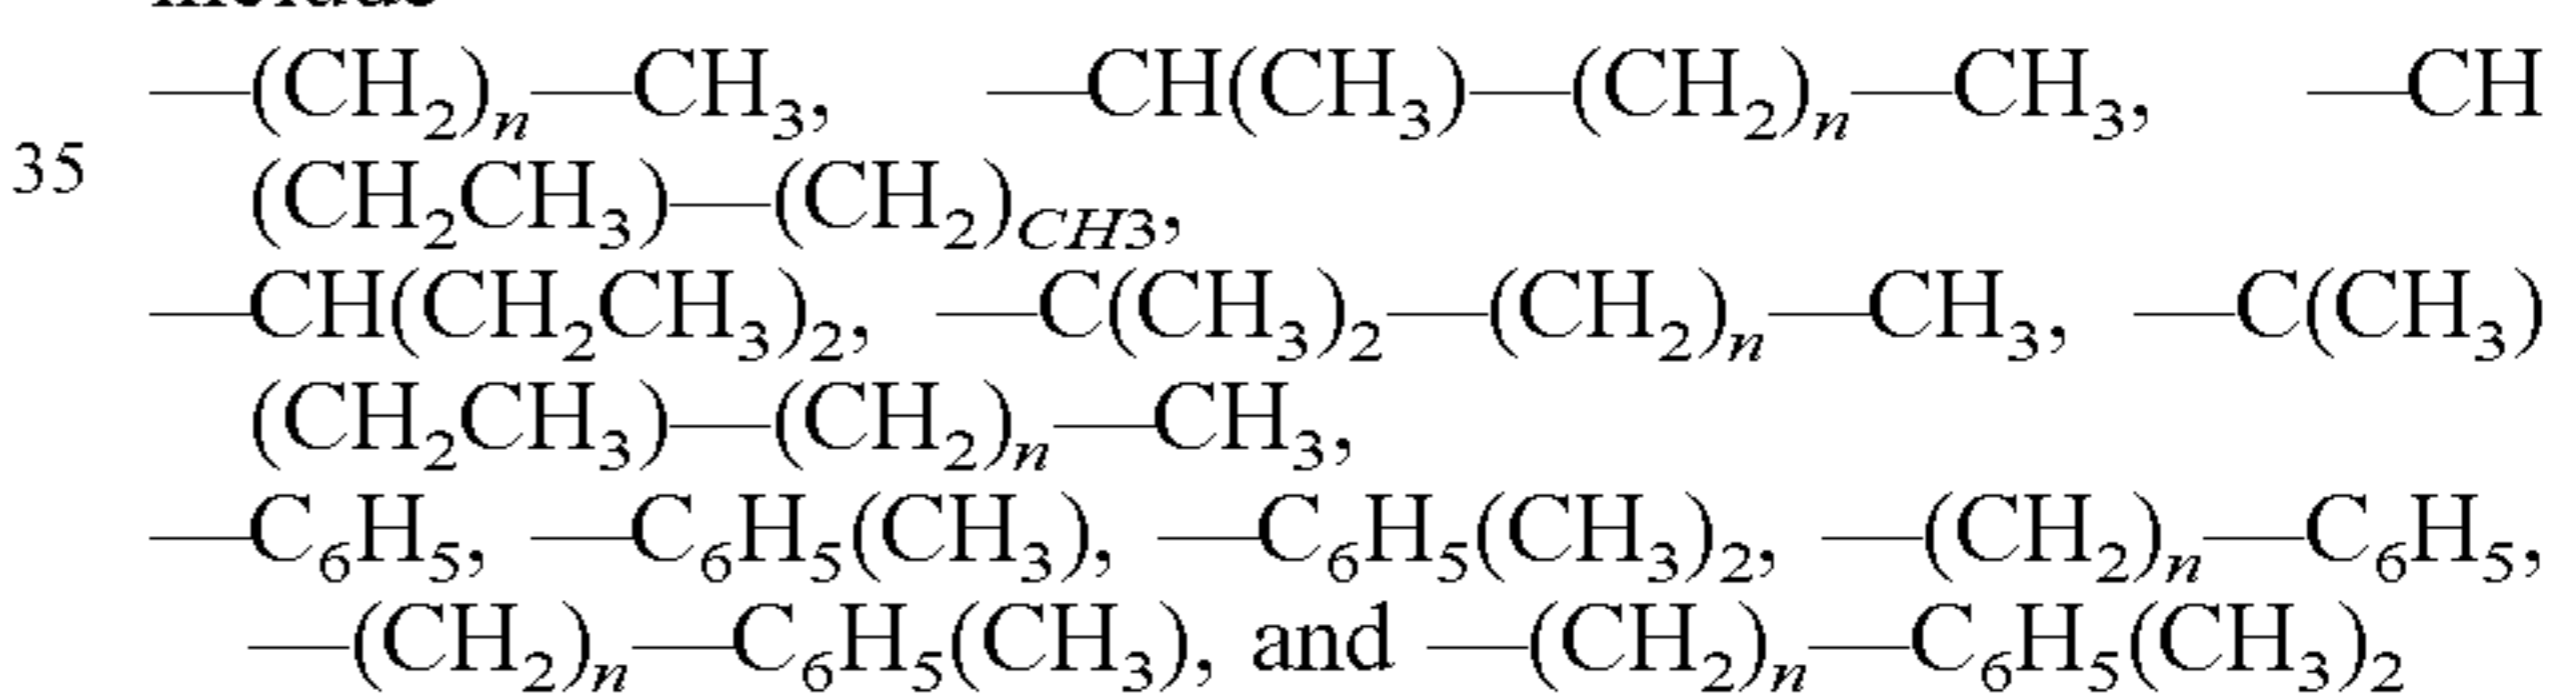 —(CH₂)ₙ—CH₃, —CH(CH₃)—(CH₂)ₙ—CH₃, —CH
35
(CH₂CH₃)—(CH₂)CH3,
—CH(CH₂CH₃)₂, —C(CH₃)₂—(CH₂)ₙ—CH₃, —C(CH₃)
(CH₂CH₃)—(CH₂)ₙ—CH₃,
—C₆H₅, —C₆H₅(CH₃), —C₆H₅(CH₃)₂, —(CH₂)ₙ—C₆H₅,
—(CH₂)ₙ—C₆H₅(CH₃), and —(CH₂)ₙ—C₆H₅(CH₃)₂